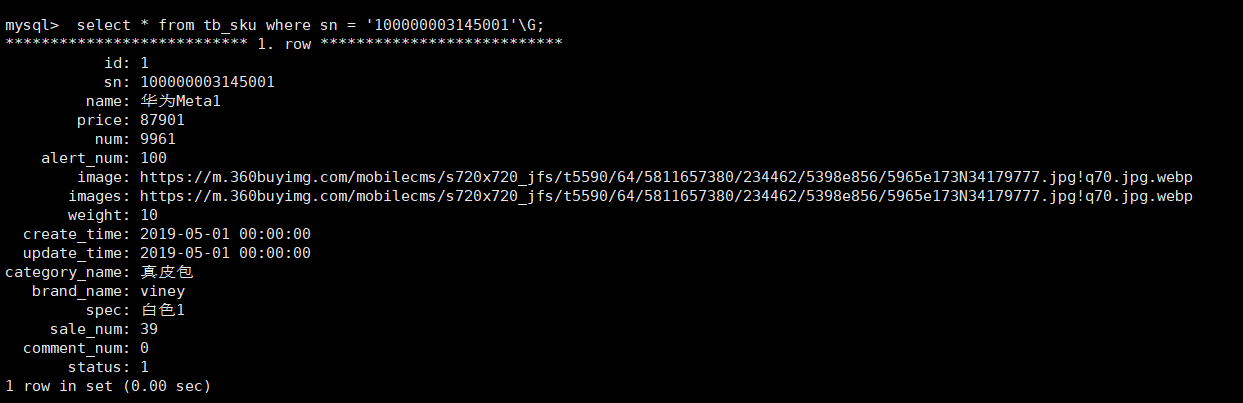 mysql>  select * from tb_sku where sn = '100000003145001'\G;
*************************** 1. row ***************************
           id: 1
           sn: 100000003145001
         name: 华为Meta1
        price: 87901
          num: 9961
    alert_num: 100
        image: https://m.360buyimg.com/mobilecms/s720x720_jfs/t5590/64/5811657380/234462/5398e856/5965e173N34179777.jpg!q70.jpg.webp
       images: https://m.360buyimg.com/mobilecms/s720x720_jfs/t5590/64/5811657380/234462/5398e856/5965e173N34179777.jpg!q70.jpg.webp
       weight: 10
  create_time: 2019-05-01 00:00:00
  update_time: 2019-05-01 00:00:00
category_name: 真皮包
   brand_name: viney
         spec: 白色1
     sale_num: 39
  comment_num: 0
       status: 1
1 row in set (0.00 sec)